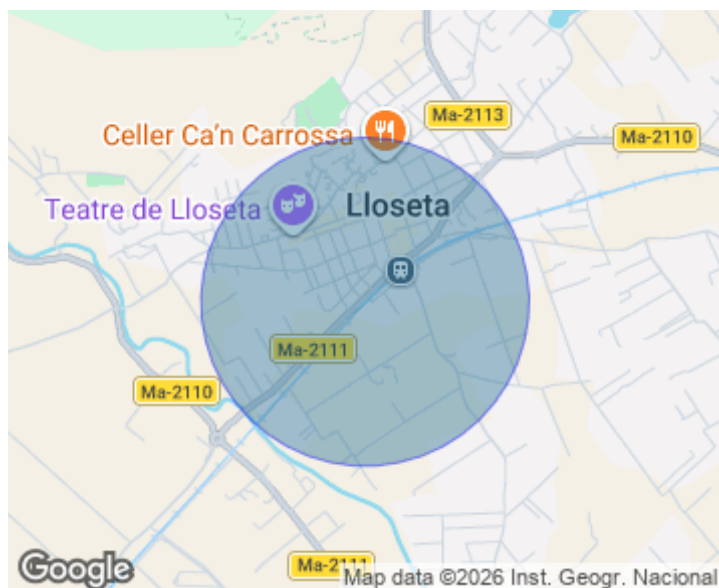 Ma-2113
Celler Ca'n Carrossa
Ma-2110
Teatre de Lloseta
Lloseta
Ma-2111
Ma-2110
Ma-2111
Google
Map data ©2026 Inst. Geogr. Nacional